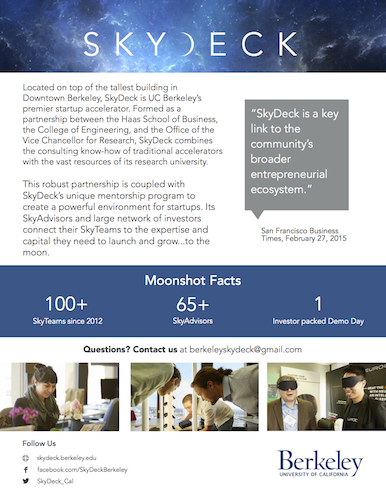 SKYDECK
Located on top of the tallest building in
Downtown Berkeley, SkyDeck is UC Berkeley's
premier startup accelerator. Formed as a
partnership between the Haas School of Business,
the College of Engineering, and the Office of the
Vice Chancellor for Research, SkyDeck combines
the consulting know-how of traditional accelerators
with the vast resources of its research university.
This robust partnership is coupled with
SkyDeck's unique mentorship program to
create a powerful environment for startups. Its
SkyAdvisors and large network of investors
connect their SkyTeams to the expertise and
capital they need to launch and grow...to the
moon.
“SkyDeck is a key
link to the
community's
broader
entrepreneurial
ecosystem.”
San Francisco Business
Times, February 27, 2015
Moonshot Facts
100+
SkyTeams since 2012
65+
SkyAdvisors
1
Investor packed Demo Day
Questions? Contact us at berkeleyskydeck@gmail.com
Follow Us
skydeck.berkeley.edu
facebook.com/SkyDeckBerkeley
SkyDeck_Cal
Berkeley
UNIVERSITY OF CALIFORNIA